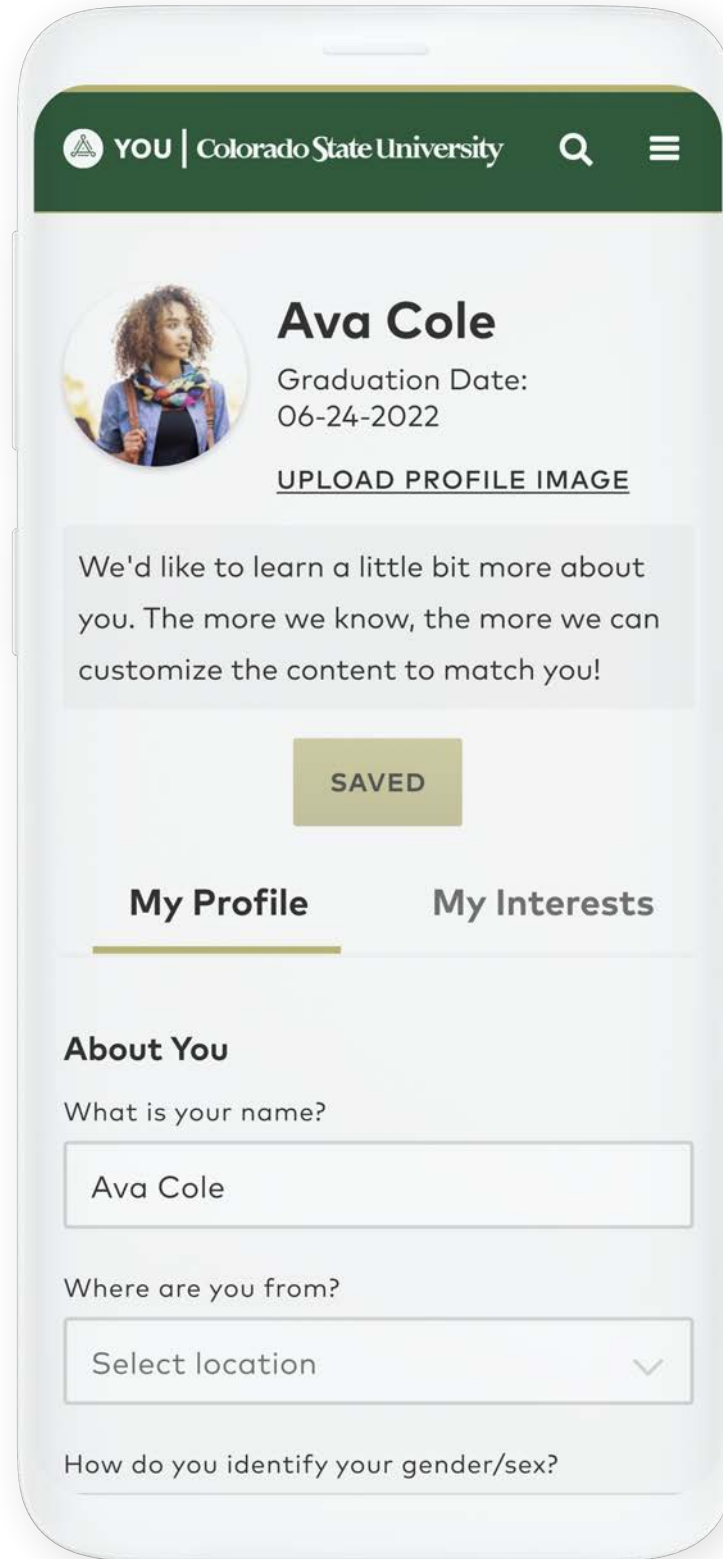 YOU | Colorado State University
Ava Cole
Graduation Date:
06-24-2022
UPLOAD PROFILE IMAGE
We'd like to learn a little bit more about
you. The more we know, the more we can
customize the content to match you!
SAVED
My Profile My Interests
About You
What is your name?
Ava Cole
Where are you from?
Select location
How do you identify your gender/sex?